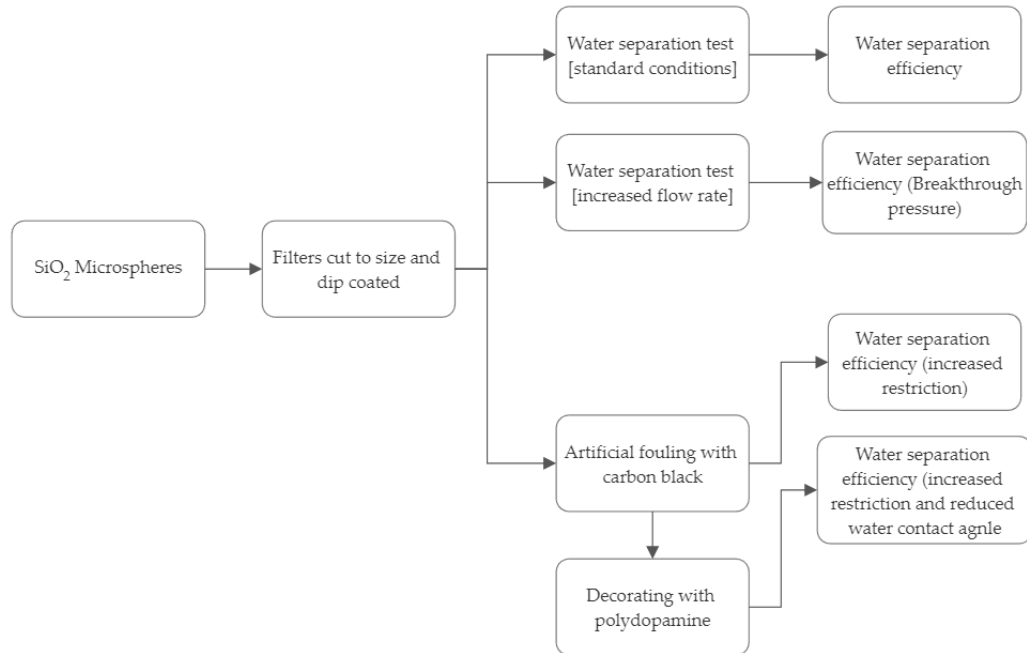 SiO₂ Microspheres
Filters cut to size and
dip coated
Water separation test
[standard conditions]
Water separation
efficiency
Water separation test
[increased flow rate]
Water separation
efficiency (Breakthrough
pressure)
Artificial fouling with
carbon black
Water separation
efficiency (increased
restriction)
Decorating with
polydopamine
Water separation
efficiency (increased
restriction and reduced
water contact agnle